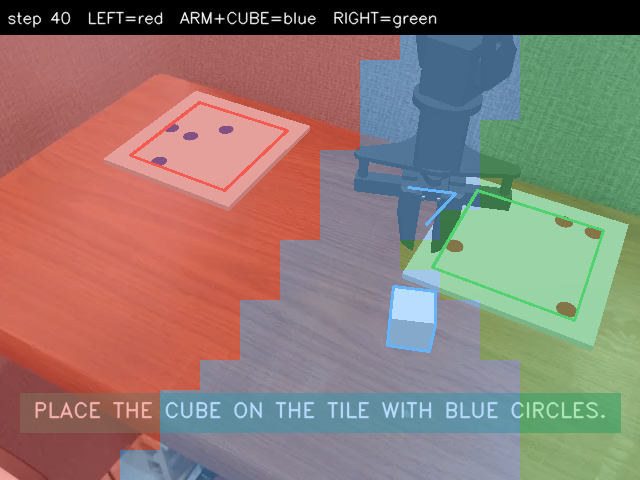 step 40 LEFT=red ARM+CUBE=blue RIGHT=green
PLACE THE CUBE ON THE TILE WITH BLUE CIRCLES.